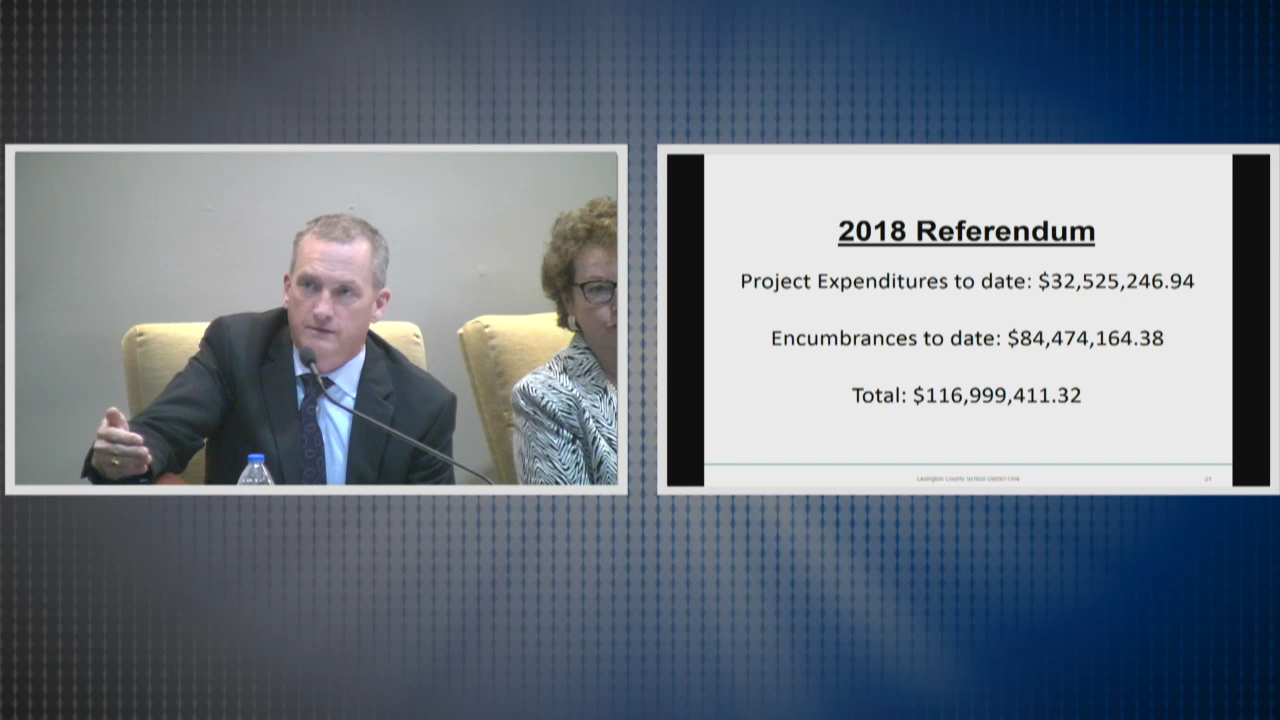 2018 Referendum
Project Expenditures to date: $32,525,246.94
Encumbrances to date: $84,474,164.38
Total: $116,999,411.32
Lexington County School District One